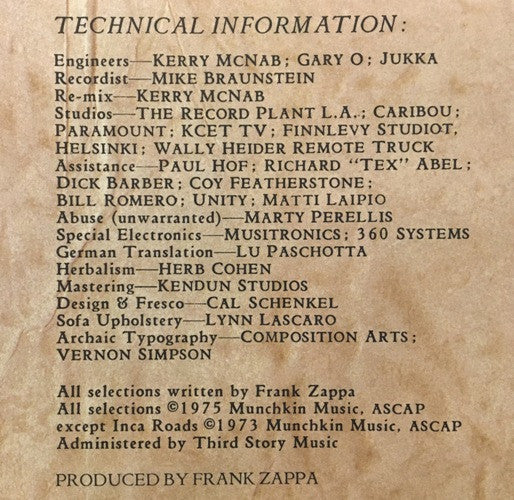 TECHNICAL INFORMATION:
Engineers—KERRY MCNAB; GARY O; JUKKA
Recordist—MIKE BRAUNSTEIN
Re-mix—KERRY MCNAB
Studios—THE RECORD PLANT L.A.; CARIBOU;
PARAMOUNT; KCET TV; FINNLEVY STUDIOT,
HELSINKI; WALLY HEIDER REMOTE TRUCK
Assistance—PAUL HOF; RICHARD "TEX" ABEL;
DICK BARBER; COY FEATHERSTONE;
BILL ROMERO; UNITY; MATTI LAIPIO
Abuse (unwarranted)—MARTY PERELLIS
Special Electronics—MUSITRONICS; 360 SYSTEMS
German Translation—LU PASCHOTTA
Herbalism—HERB COHEN
Mastering—KENDUN STUDIOS
Design & Fresco—CAL SCHENKEL
Sofa Upholstery—LYNN LASCARO
Archaic Typography—COMPOSITION ARTS;
VERNON SIMPSON
All selections written by Frank Zappa
All selections ©1975 Munchkin Music, ASCAP
except Inca Roads ©1973 Munchkin Music, ASCAP
Administered by Third Story Music
PRODUCED BY FRANK ZAPPA